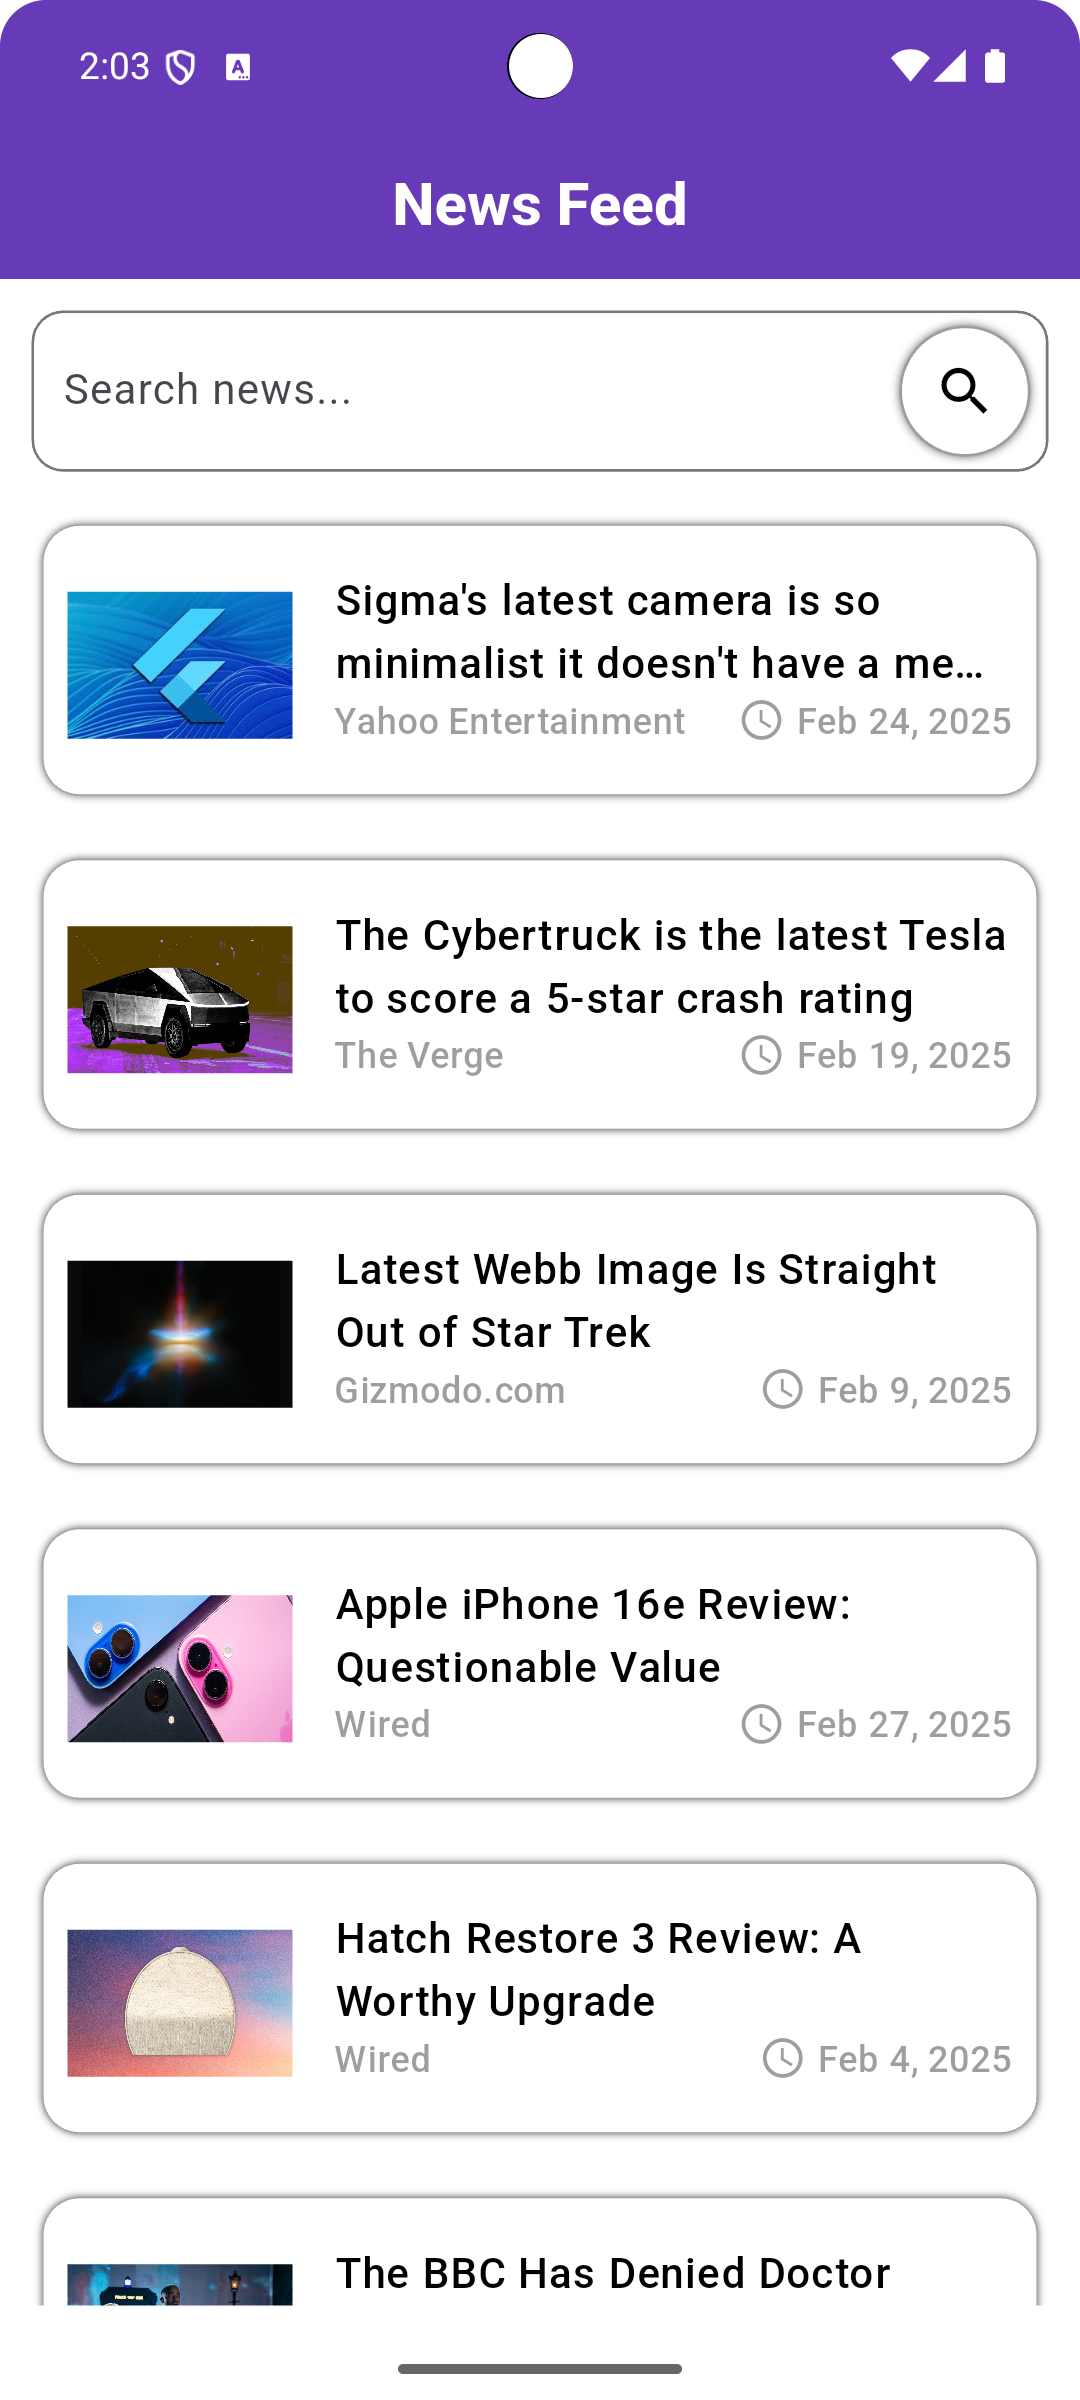 2:03
News Feed
Search news...
Sigma's latest camera is so
minimalist it doesn't have a me...
Yahoo Entertainment Feb 24, 2025
The Cybertruck is the latest Tesla
to score a 5-star crash rating
The Verge Feb 19, 2025
Latest Webb Image Is Straight
Out of Star Trek
Gizmodo.com Feb 9, 2025
Apple iPhone 16e Review:
Questionable Value
Wired Feb 27, 2025
Hatch Restore 3 Review: A
Worthy Upgrade
Wired Feb 4, 2025
The BBC Has Denied Doctor